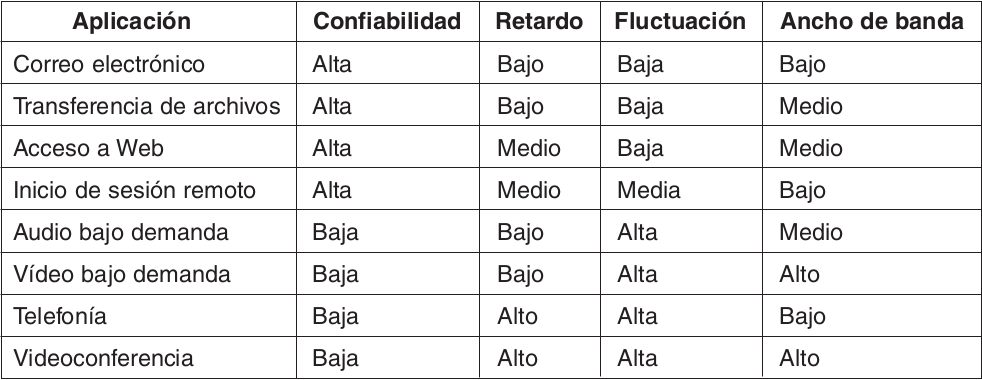 Aplicación Confiabilidad Retardo Fluctuación Ancho de banda
Correo electrónico Alta Bajo Baja Bajo
Transferencia de archivos Alta Bajo Baja Medio
Acceso a Web Alta Medio Baja Medio
Inicio de sesión remoto Alta Medio Media Bajo
Audio bajo demanda Baja Bajo Alta Medio
Vídeo bajo demanda Baja Bajo Alta Alto
Telefonía Baja Alto Alta Bajo
Videoconferencia Baja Alto Alta Alto